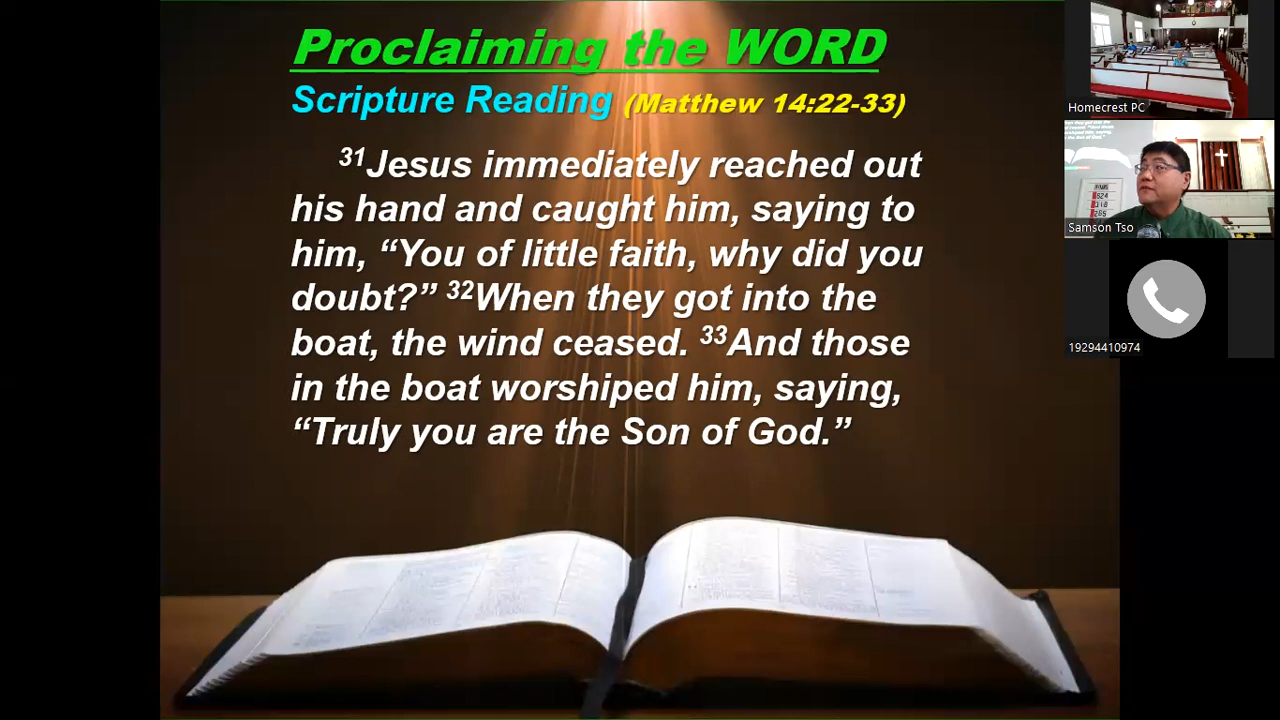 Proclaiming the WORD
Scripture Reading (Matthew 14:22-33)
31Jesus immediately reached out
his hand and caught him, saying to
him, “You of little faith, why did you
doubt?” 32When they got into the
boat, the wind ceased. 33And those
in the boat worshiped him, saying,
“Truly you are the Son of God.”
Homecrest PC
Samson Tso
19294410974